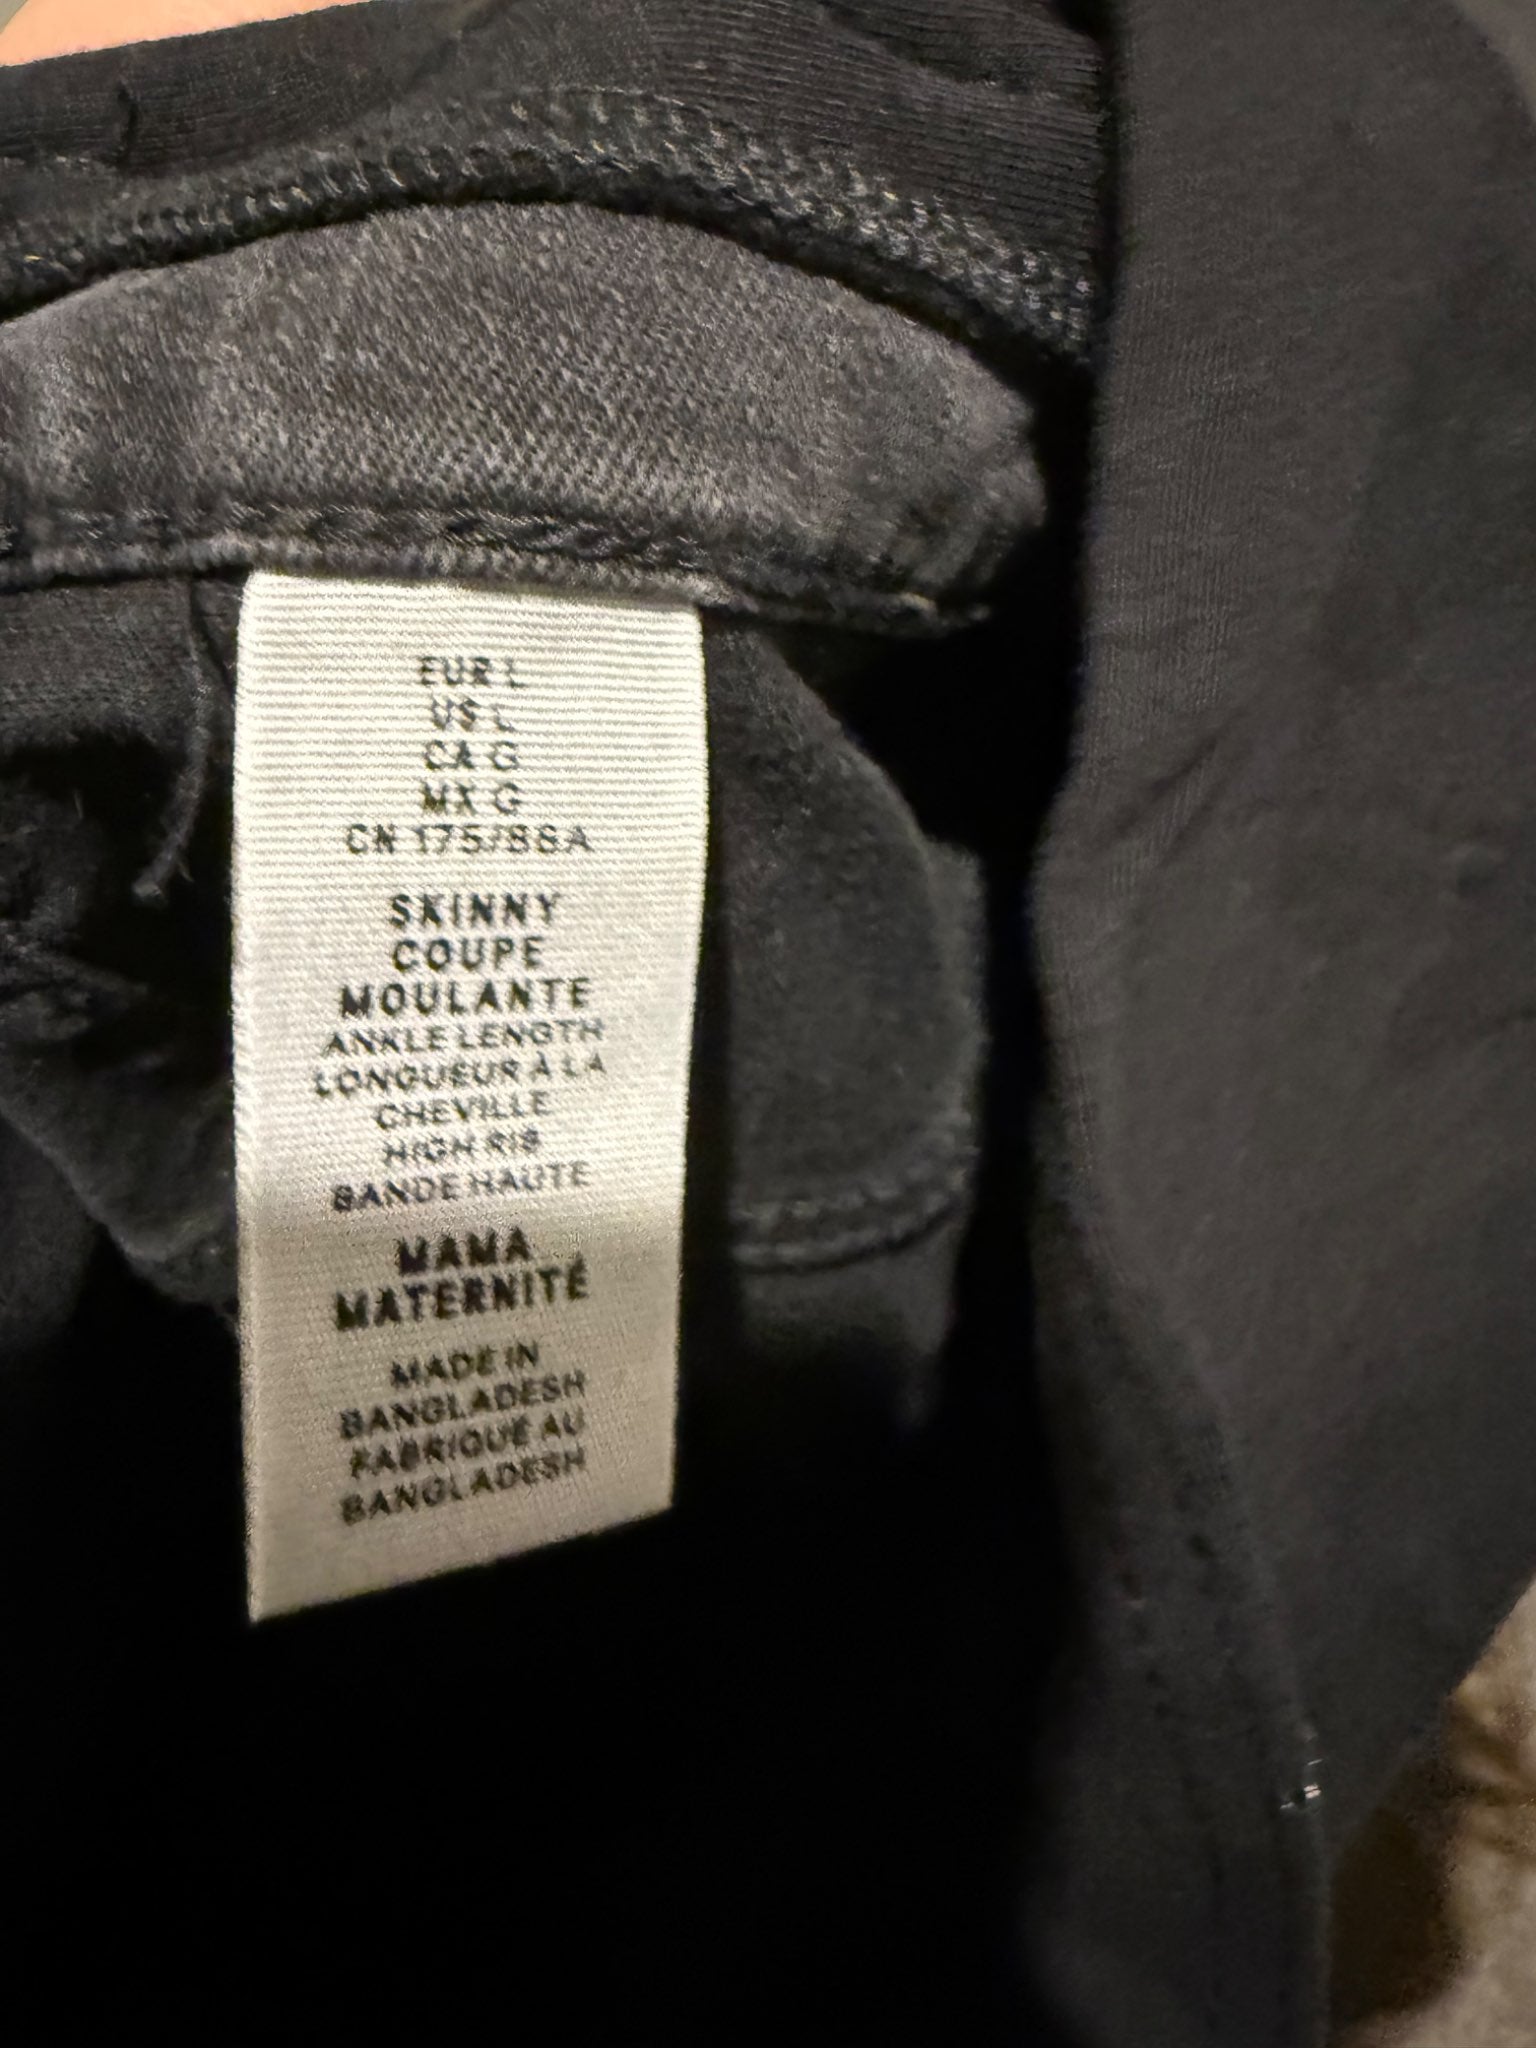 EUR L
US L
CA G
MX G
CN 175/88A
SKINNY
COUPE
MOULANTE
ANKLE LENGTH
LONGUEUR À LA
CHEVILLE
HIGH RIB
BANDE HAUTE
MAMA
MATERNITÉ
MADE IN
BANGLADESH
FABRIQUÉ AU
BANGLADESH